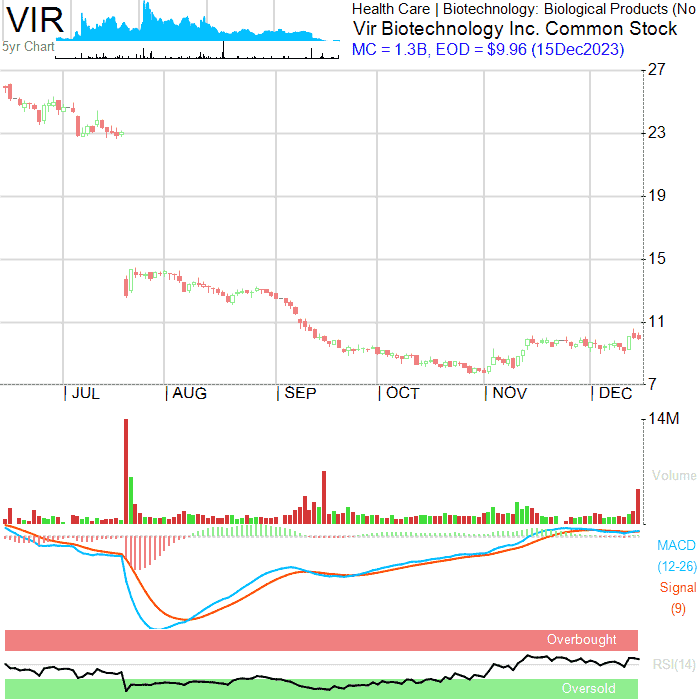 VIR
5yr Chart
Health Care | Biotechnology: Biological Products (No
Vir Biotechnology Inc. Common Stock
MC = 1.3B, EOD = $9.96 (15Dec2023)
27
23
19
15
11
7
| JUL | AUG | SEP | OCT | NOV | DEC
14M
Volume
MACD
(12-26)
Signal
(9)
Overbought
RSI(14)
Oversold